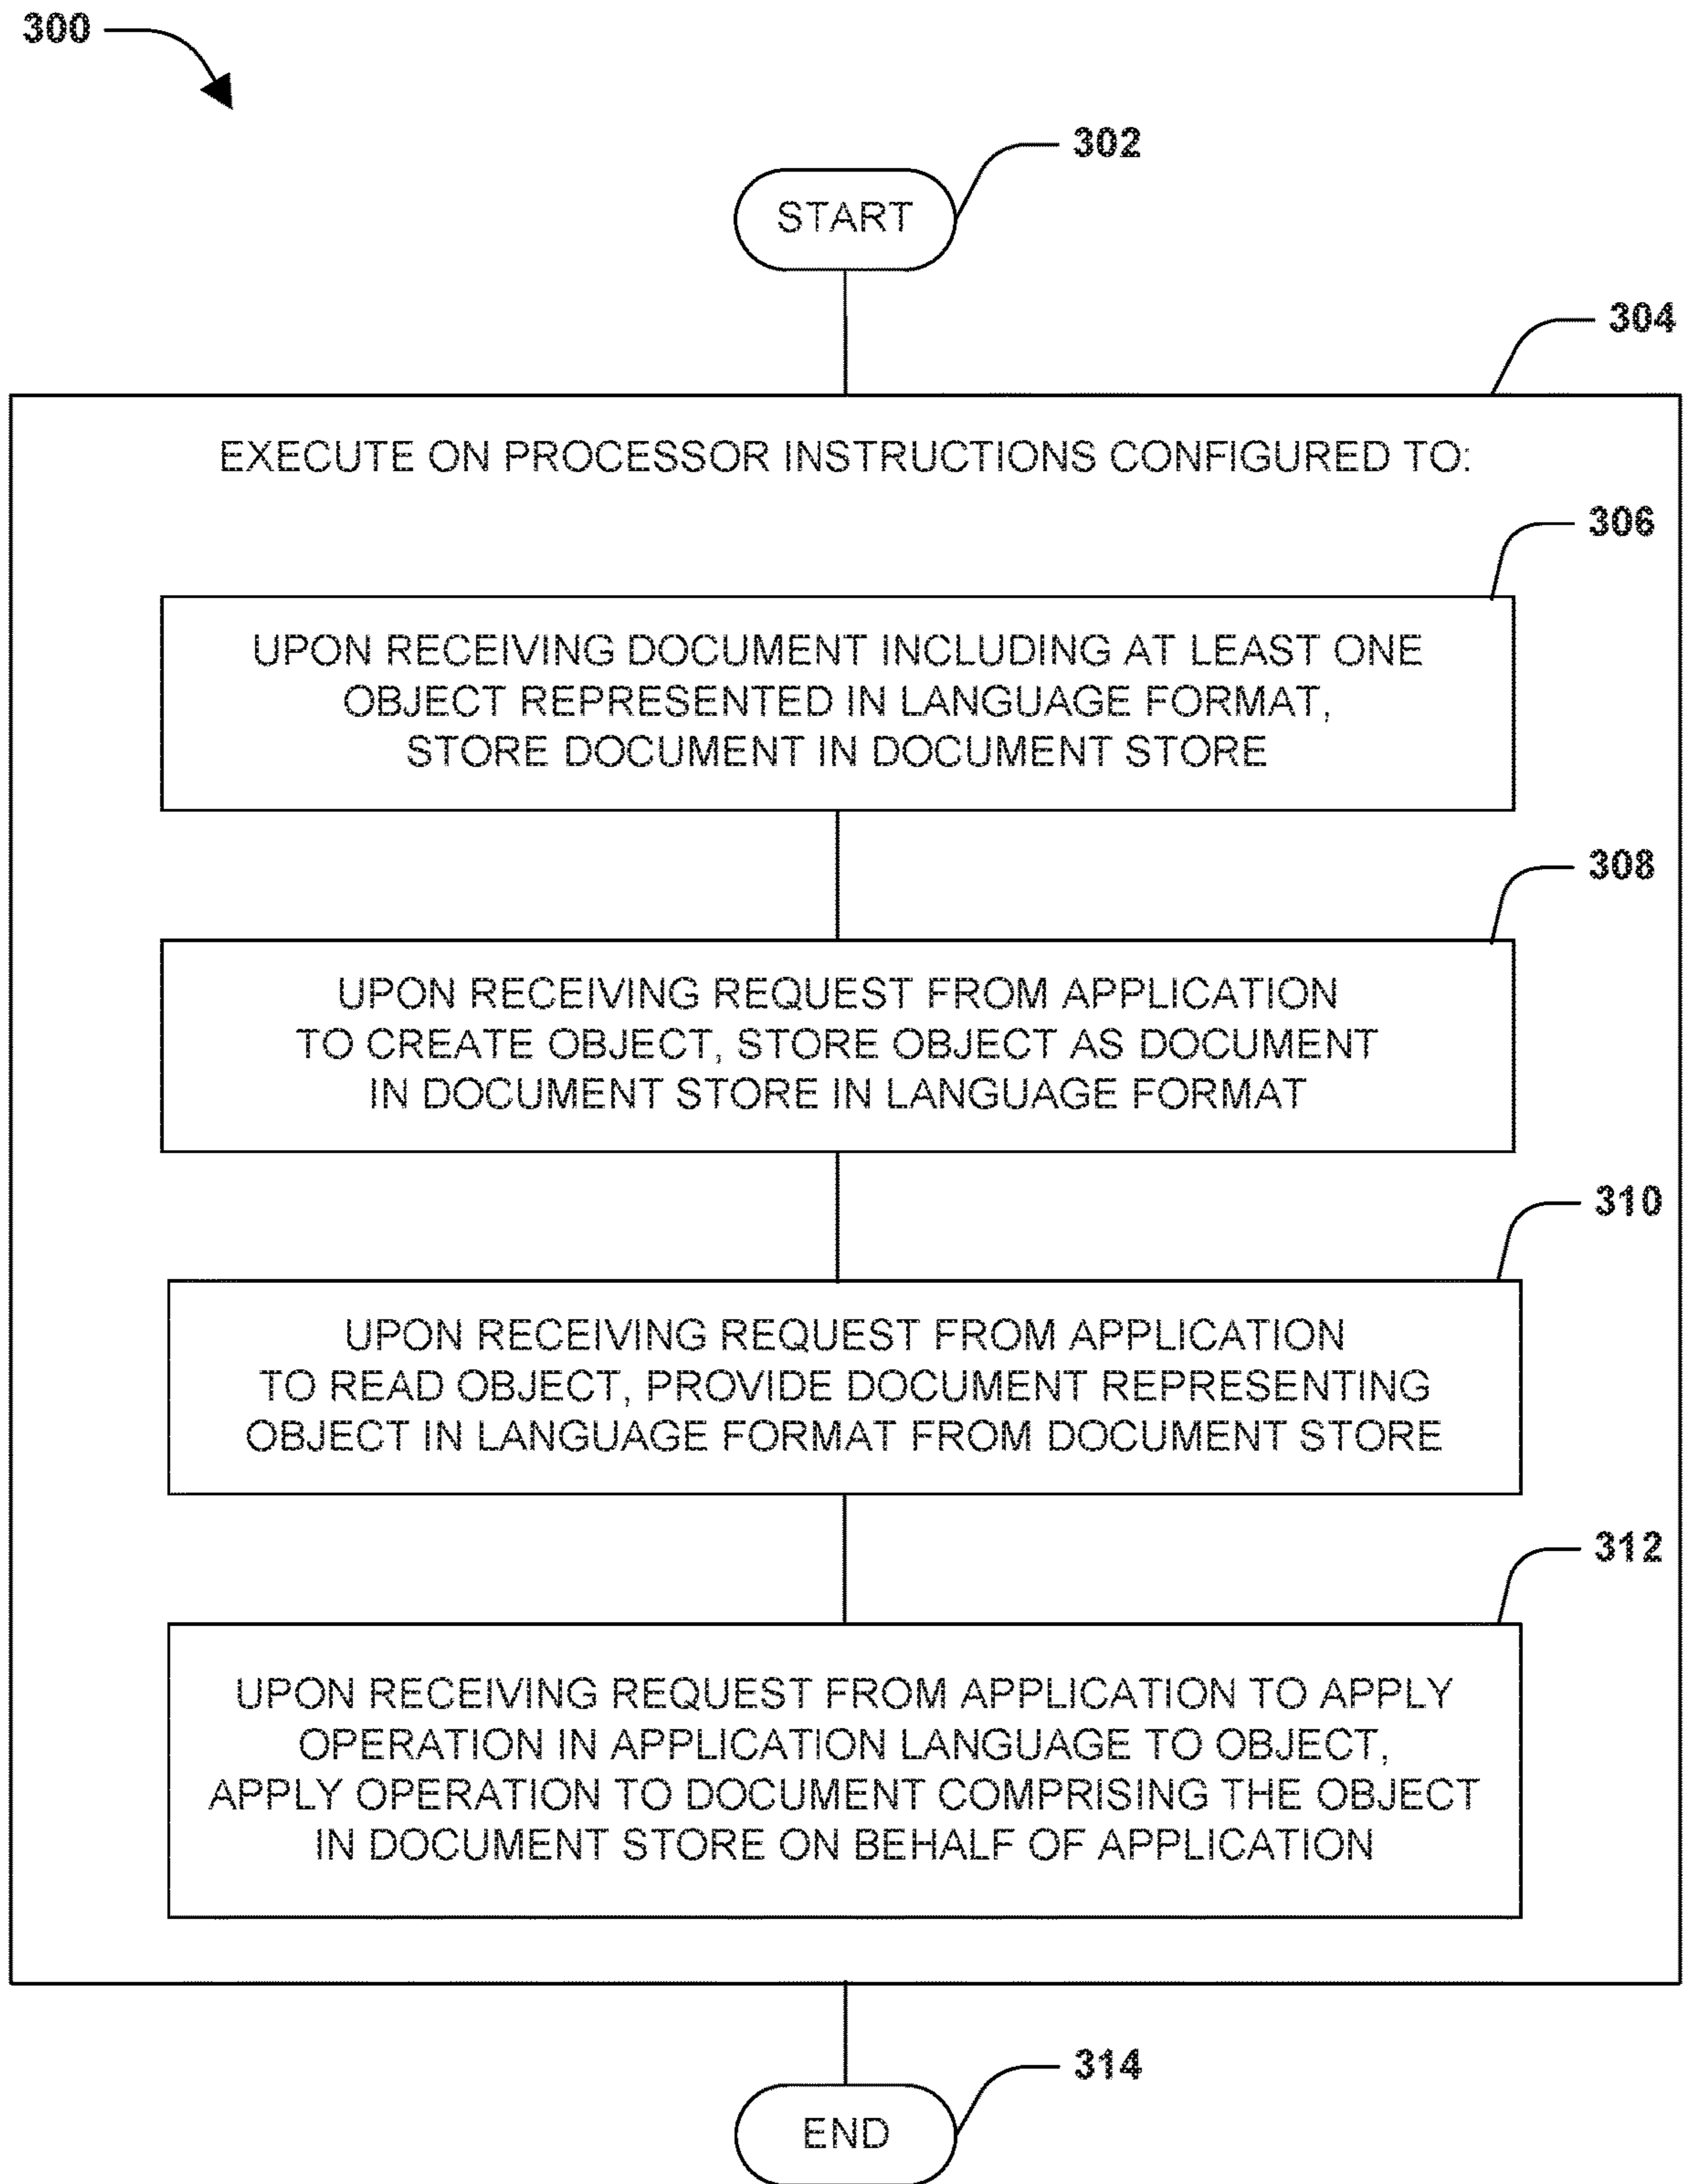 300
302
START
304
EXECUTE ON PROCESSOR INSTRUCTIONS CONFIGURED TO:
306
UPON RECEIVING DOCUMENT INCLUDING AT LEAST ONE
OBJECT REPRESENTED IN LANGUAGE FORMAT,
STORE DOCUMENT IN DOCUMENT STORE
308
UPON RECEIVING REQUEST FROM APPLICATION
TO CREATE OBJECT, STORE OBJECT AS DOCUMENT
IN DOCUMENT STORE IN LANGUAGE FORMAT
310
UPON RECEIVING REQUEST FROM APPLICATION
TO READ OBJECT, PROVIDE DOCUMENT REPRESENTING
OBJECT IN LANGUAGE FORMAT FROM DOCUMENT STORE
312
UPON RECEIVING REQUEST FROM APPLICATION TO APPLY
OPERATION IN APPLICATION LANGUAGE TO OBJECT,
APPLY OPERATION TO DOCUMENT COMPRISING THE OBJECT
IN DOCUMENT STORE ON BEHALF OF APPLICATION
314
END